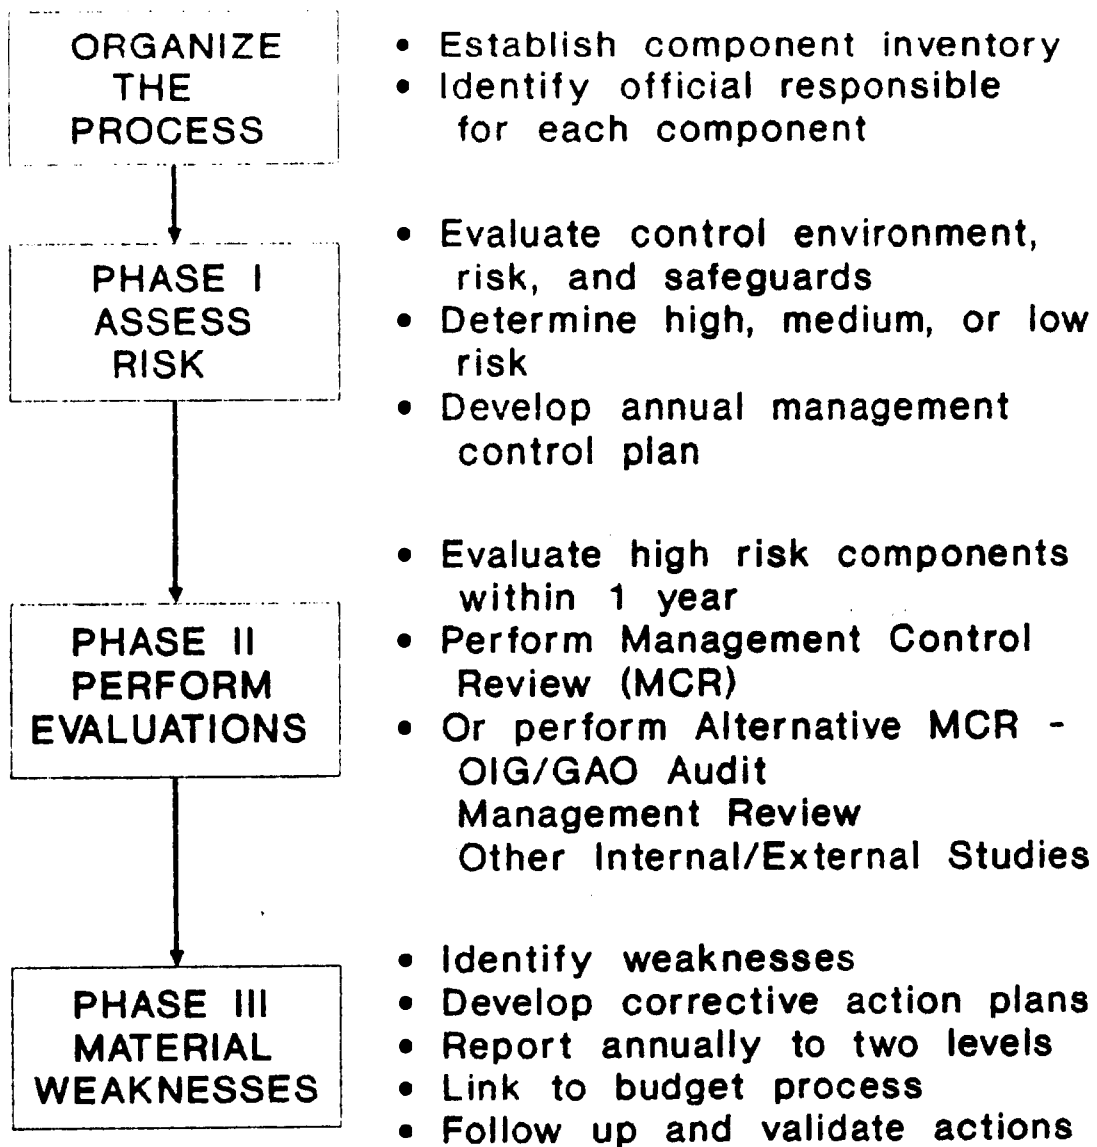 ORGANIZE
THE
PROCESS
• Establish component inventory
• Identify official responsible
for each component
PHASE I
ASSESS
RISK
• Evaluate control environment,
risk, and safeguards
• Determine high, medium, or low
risk
• Develop annual management
control plan
PHASE II
PERFORM
EVALUATIONS
• Evaluate high risk components
within 1 year
• Perform Management Control
Review (MCR)
• Or perform Alternative MCR -
OIG/GAO Audit
Management Review
Other Internal/External Studies
PHASE III
MATERIAL
WEAKNESSES
• Identify weaknesses
• Develop corrective action plans
• Report annually to two levels
• Link to budget process
• Follow up and validate actions